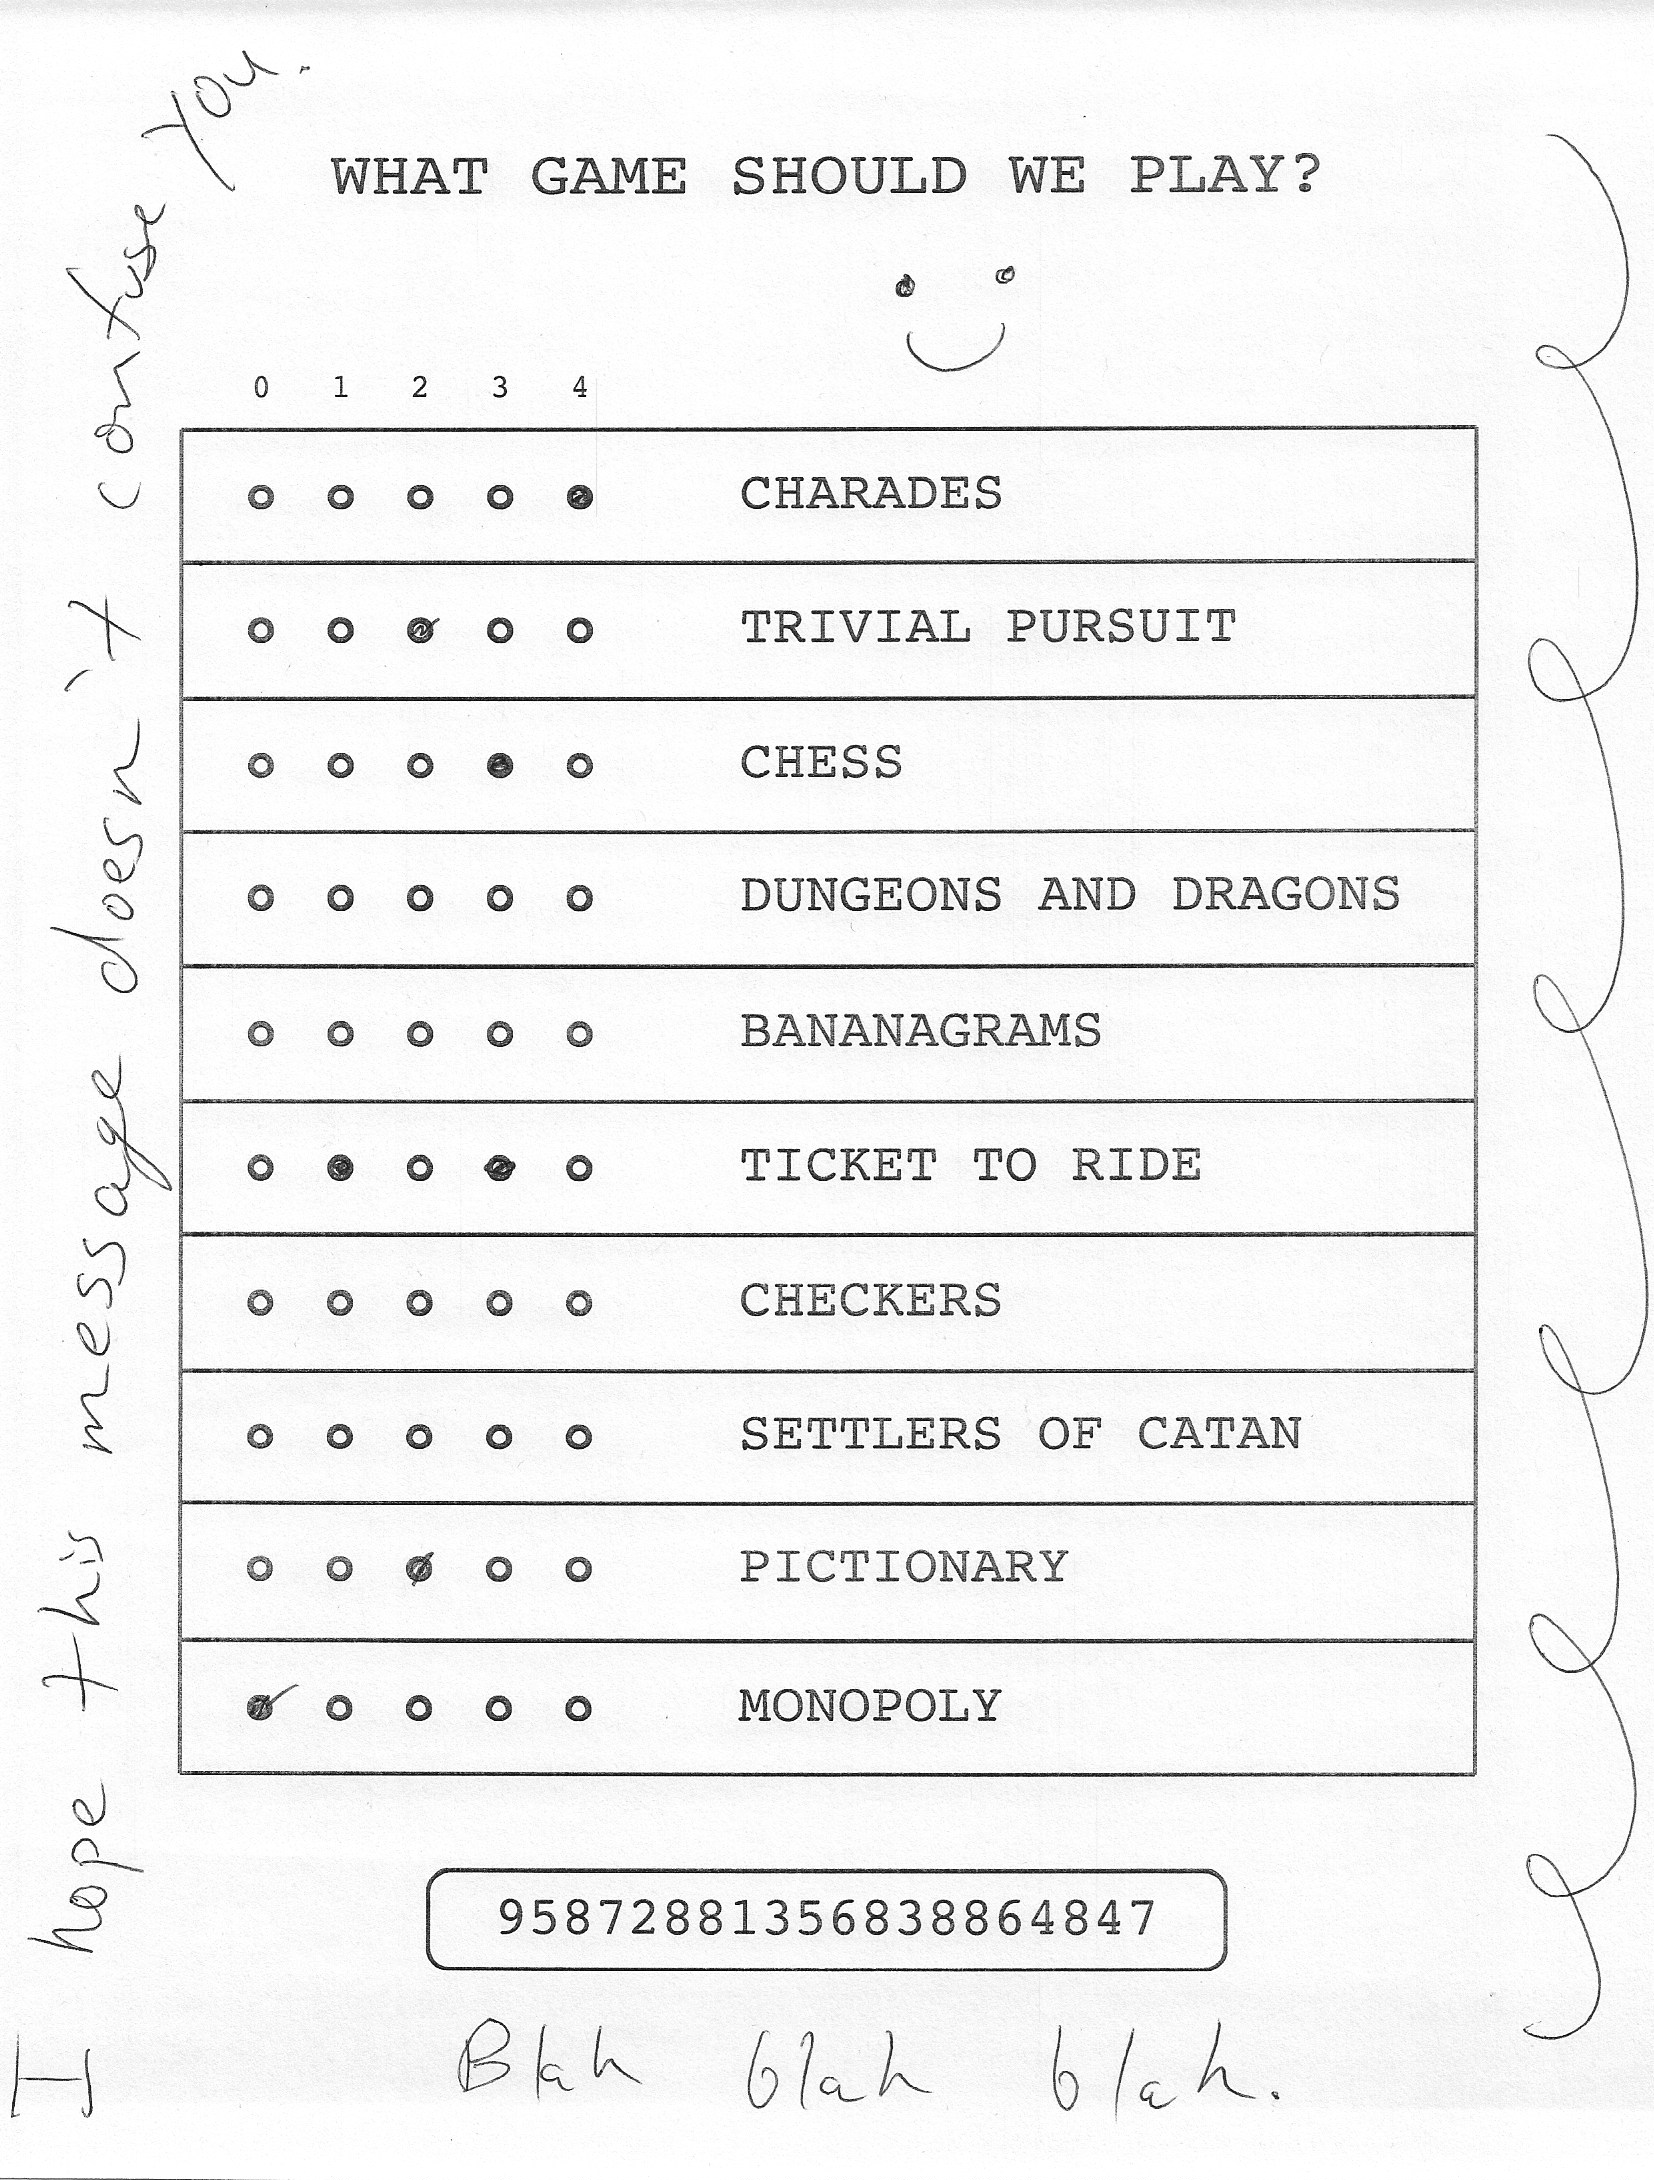 WHAT GAME SHOULD WE PLAY?
0 1 2 3 4
CHARADES
TRIVIAL PURSUIT
CHESS
DUNGEONS AND DRAGONS
BANANAGRAMS
TICKET TO RIDE
CHECKERS
SETTLERS OF CATAN
PICTIONARY
MONOPOLY
95872881356838864847
Blah blah blah.
I hope this message doesn't confuse you.